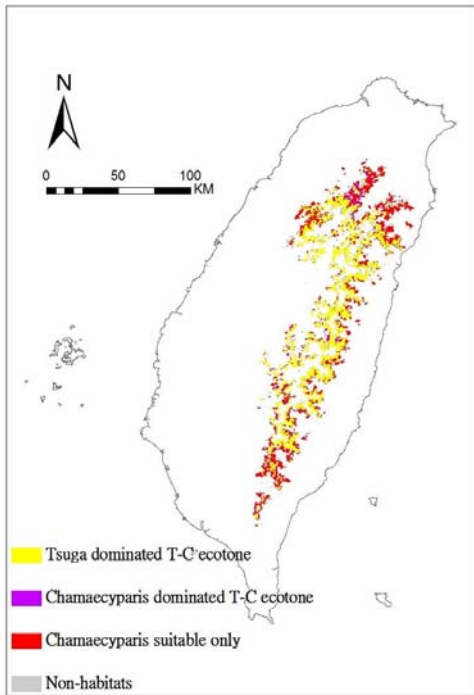 N
0 50 100
KM
Tsuga dominated T-C ecotone
Chamaecyparis dominated T-C ecotone
Chamaecyparis suitable only
Non-habitats